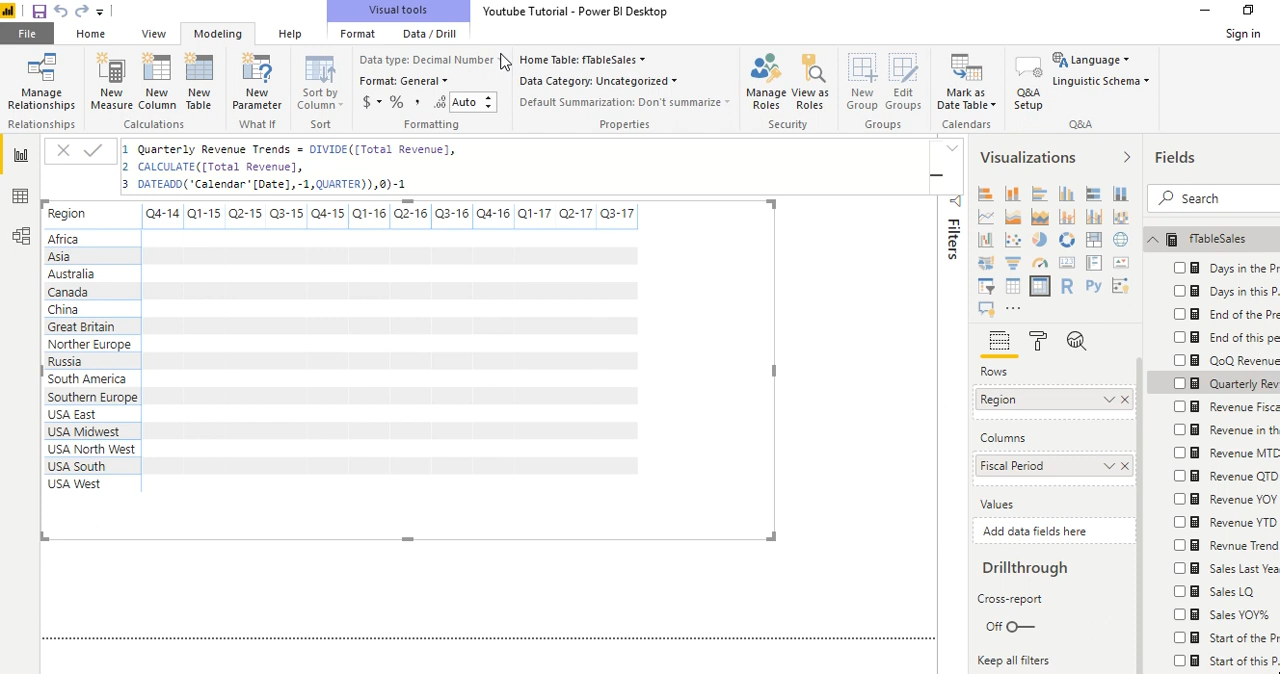 Visual tools
Youtube Tutorial - Power BI Desktop
File
Home
View
Modeling
Help
Format
Data / Drill
Sign in
Manage Relationships
New Measure
New Column
New Table
New Parameter
Sort by Column
Data type: Decimal Number
Format: General
$ % , .00 Auto
Home Table: fTableSales
Data Category: Uncategorized
Default Summarization: Don't summarize
Manage Roles
View as Roles
New Group
Edit Groups
Mark as Date Table
Q&A Setup
Language
Linguistic Schema
Relationships
Calculations
What If
Sort
Formatting
Properties
Security
Groups
Calendars
Q&A
1 Quarterly Revenue Trends = DIVIDE([Total Revenue],
2 CALCULATE([Total Revenue],
3 DATEADD('Calendar'[Date],-1,QUARTER)),0)-1
Region Q4-14 Q1-15 Q2-15 Q3-15 Q4-15 Q1-16 Q2-16 Q3-16 Q4-16 Q1-17 Q2-17 Q3-17
Africa
Asia
Australia
Canada
China
Great Britain
Norther Europe
Russia
South America
Southern Europe
USA East
USA Midwest
USA North West
USA South
USA West
Filters
Visualizations
R Py
Rows
Region
Columns
Fiscal Period
Values
Add data fields here
Drillthrough
Cross-report
Off
Keep all filters
Fields
Search
fTableSales
Days in the Pr
Days in this P.
End of the Pre
End of this pe
QoQ Revenue
Quarterly Rev
Revenue Fisca
Revenue in th
Revenue MTD
Revenue QTD
Revenue YOY
Revenue YTD
Revnue Trend
Sales Last Yea
Sales LQ
Sales YOY%
Start of the Pr
Start of this P.